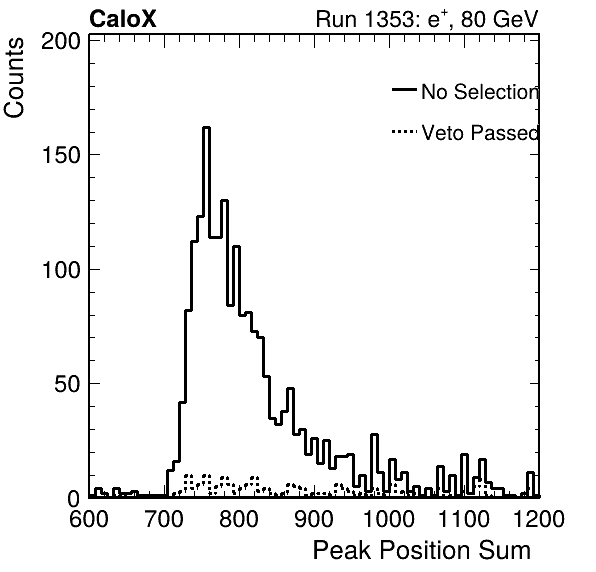 CaloX Run 1353: e⁺, 80 GeV
Counts
200
150
100
50
0
No Selection
Veto Passed
600 700 800 900 1000 1100 1200
Peak Position Sum